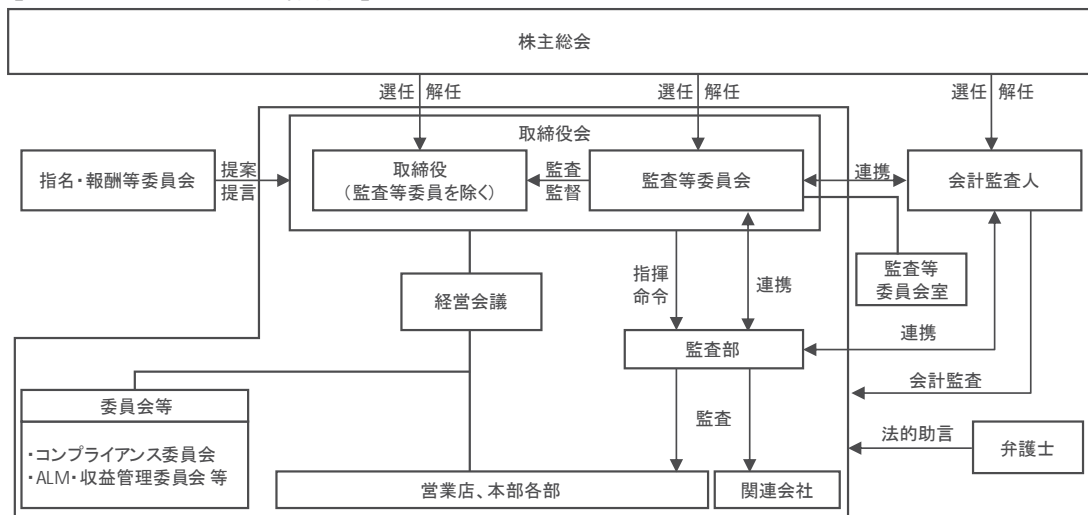 株主総会
選任 解任
選任 解任
選任 解任
取締役会
指名・報酬等委員会
提案
提言
取締役
（監査等委員を除く）
監査
監督
監査等委員会
連携
会計監査人
監査等
委員会室
経営会議
指揮
命令
連携
監査部
連携
会計監査
委員会等
・コンプライアンス委員会
・ALM・収益管理委員会 等
監査
法的助言
弁護士
営業店、本部各部
関連会社